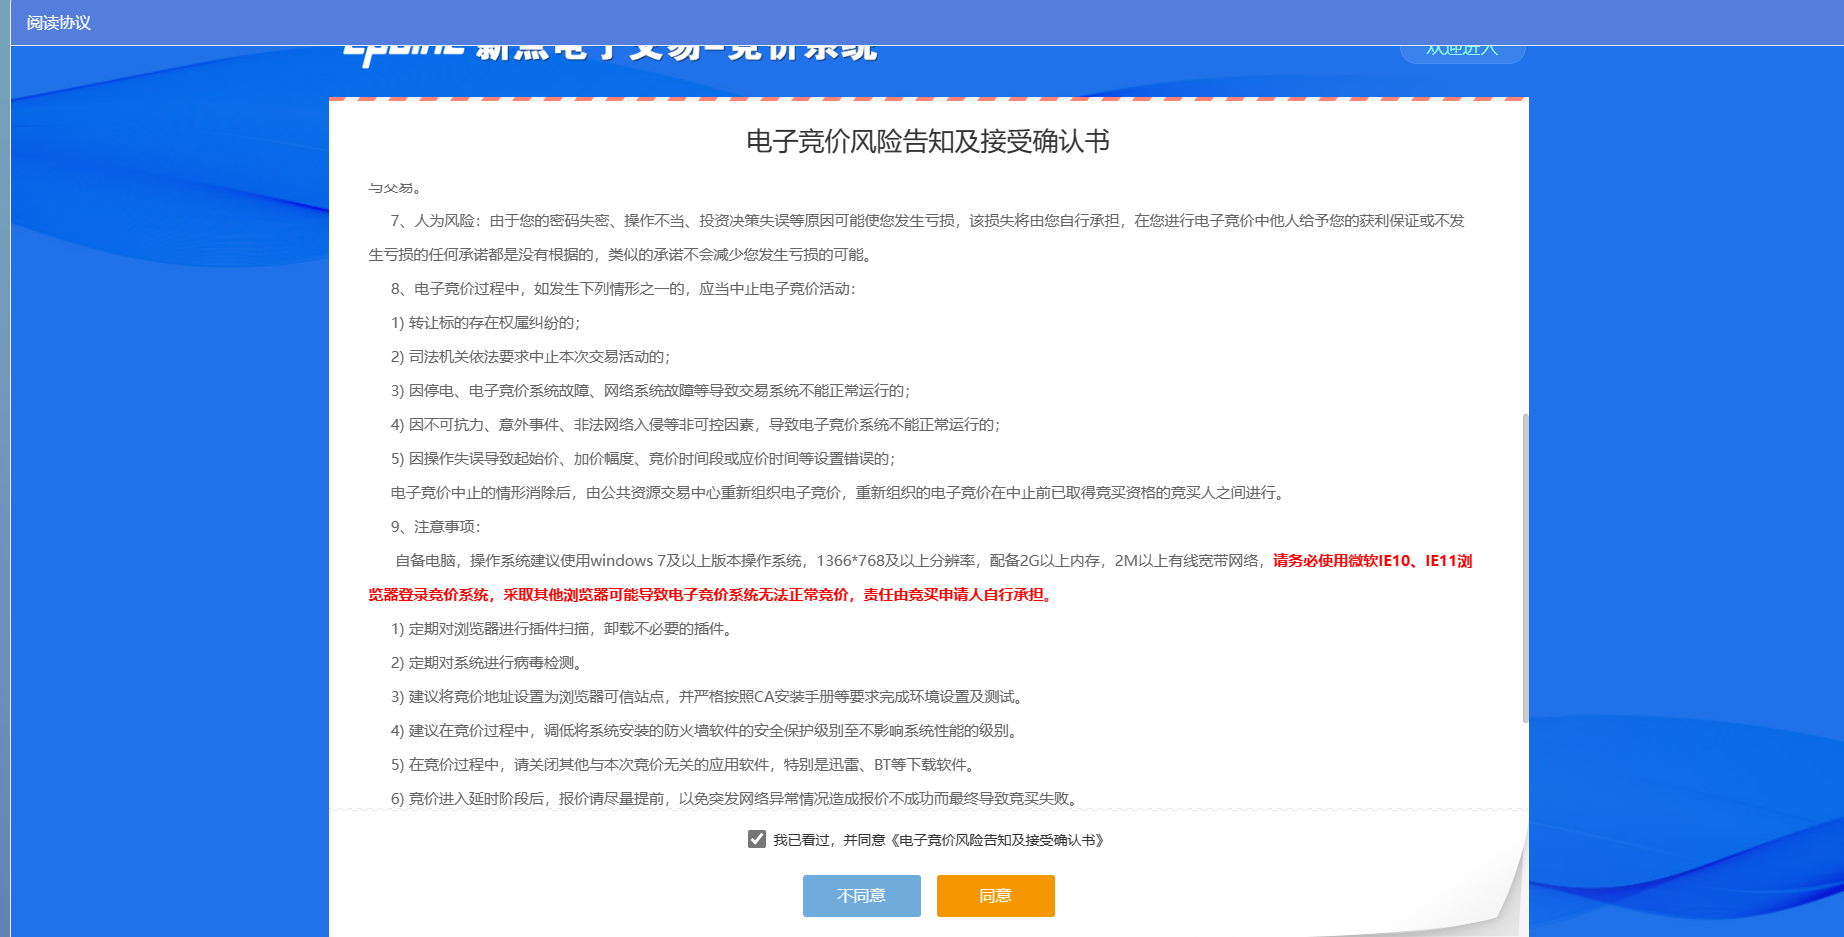 阅读协议
Epoint 新点电子交易-竞价系统
欢迎进入
电子竞价风险告知及接受确认书
与交易。
7、人为风险：由于您的密码失密、操作不当、投资决策失误等原因可能使您发生亏损，该损失将由您自行承担，在您进行电子竞价中他人给予您的获利保证或不发
生亏损的任何承诺都是没有根据的，类似的承诺不会减少您发生亏损的可能。
8、电子竞价过程中，如发生下列情形之一的，应当中止电子竞价活动：
1) 转让标的存在权属纠纷的；
2) 司法机关依法要求中止本次交易活动的；
3) 因停电、电子竞价系统故障、网络系统故障等导致交易系统不能正常运行的；
4) 因不可抗力、意外事件、非法网络入侵等非可控因素，导致电子竞价系统不能正常运行的；
5) 因操作失误导致起始价、加价幅度、竞价时间段或应价时间等设置错误的；
电子竞价中止的情形消除后，由公共资源交易中心重新组织电子竞价，重新组织的电子竞价在中止前已取得竞买资格的竞买人之间进行。
9、注意事项：
自备电脑，操作系统建议使用windows 7及以上版本操作系统，1366*768及以上分辨率，配备2G以上内存，2M以上有线宽带网络，请务必使用微软IE10、IE11浏
览器登录竞价系统，采取其他浏览器可能导致电子竞价系统无法正常竞价，责任由竞买申请人自行承担。
1) 定期对浏览器进行插件扫描，卸载不必要的插件。
2) 定期对系统进行病毒检测。
3) 建议将竞价地址设置为浏览器可信站点，并严格按照CA安装手册等要求完成环境设置及测试。
4) 建议在竞价过程中，调低将系统安装的防火墙软件的安全保护级别至不影响系统性能的级别。
5) 在竞价过程中，请关闭其他与本次竞价无关的应用软件，特别是迅雷、BT等下载软件。
6) 竞价进入延时阶段后，报价请尽量提前，以免突发网络异常情况造成报价不成功而最终导致竞买失败。
我已看过，并同意《电子竞价风险告知及接受确认书》
不同意
同意